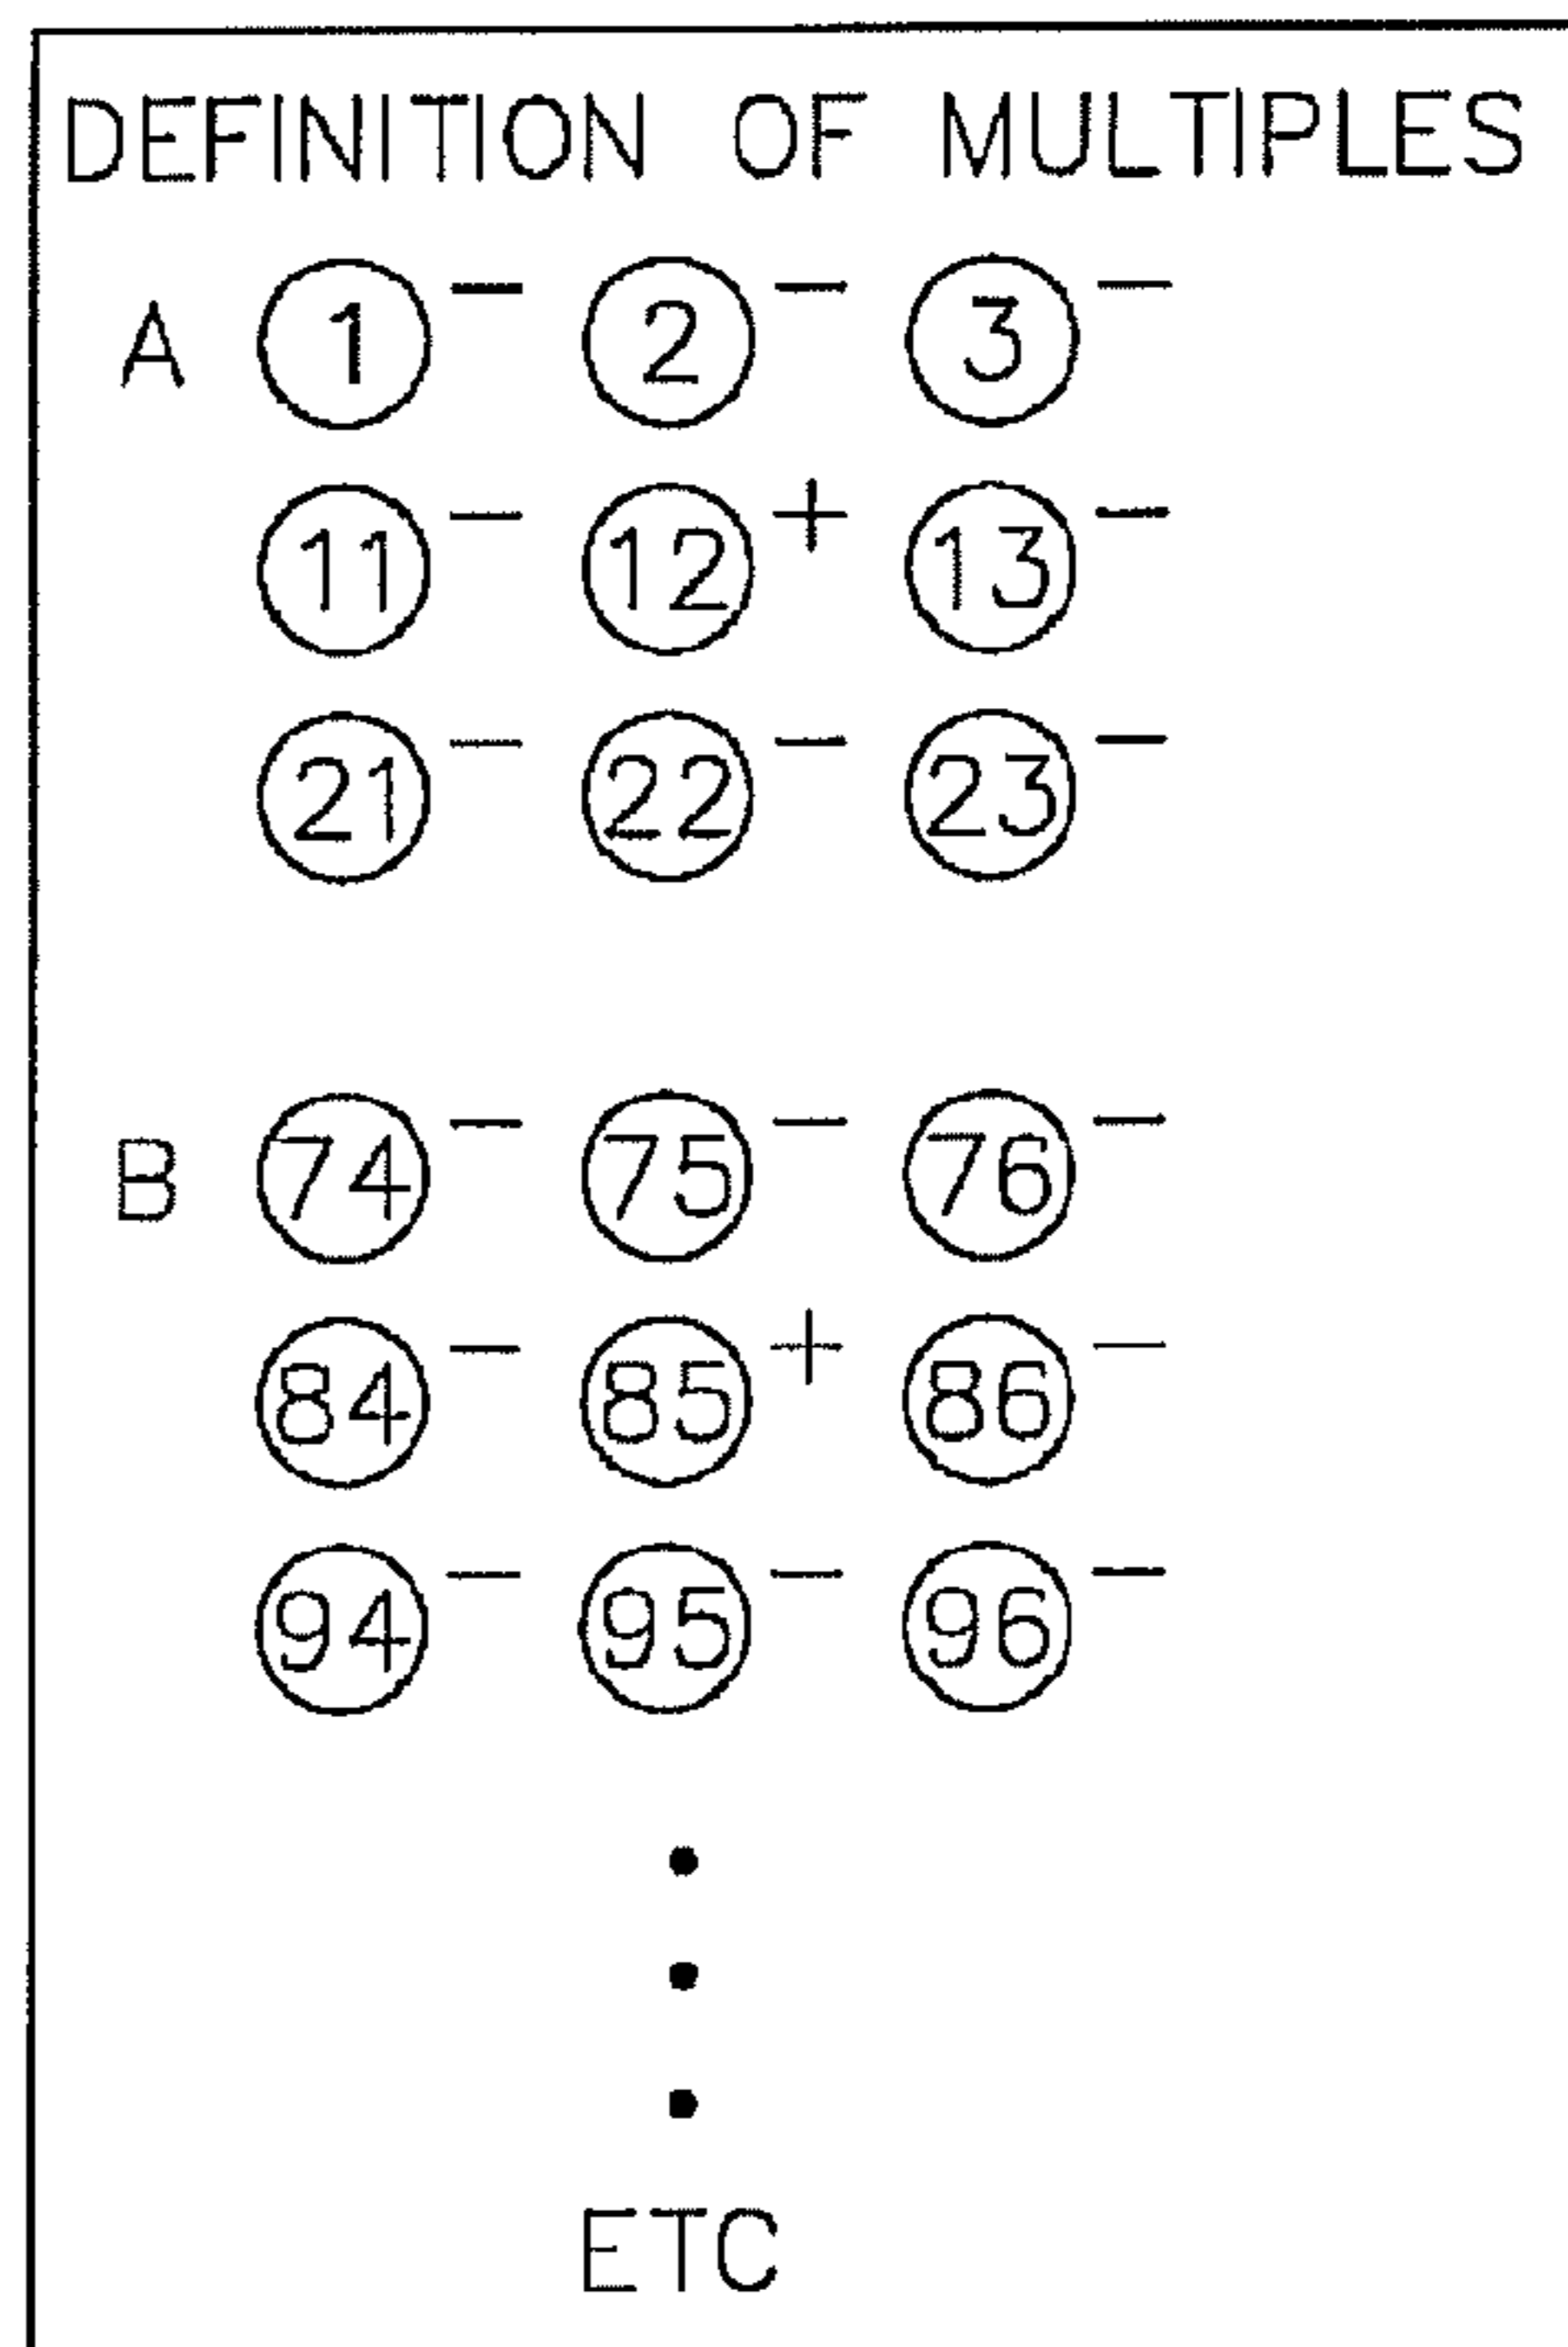 DEFINITION OF MULTIPLES
A 1 − 2 − 3 −
11 − 12 + 13 −
21 − 22 − 23 −
B 74 − 75 − 76 −
84 − 85 + 86 −
94 − 95 − 96 −
ETC